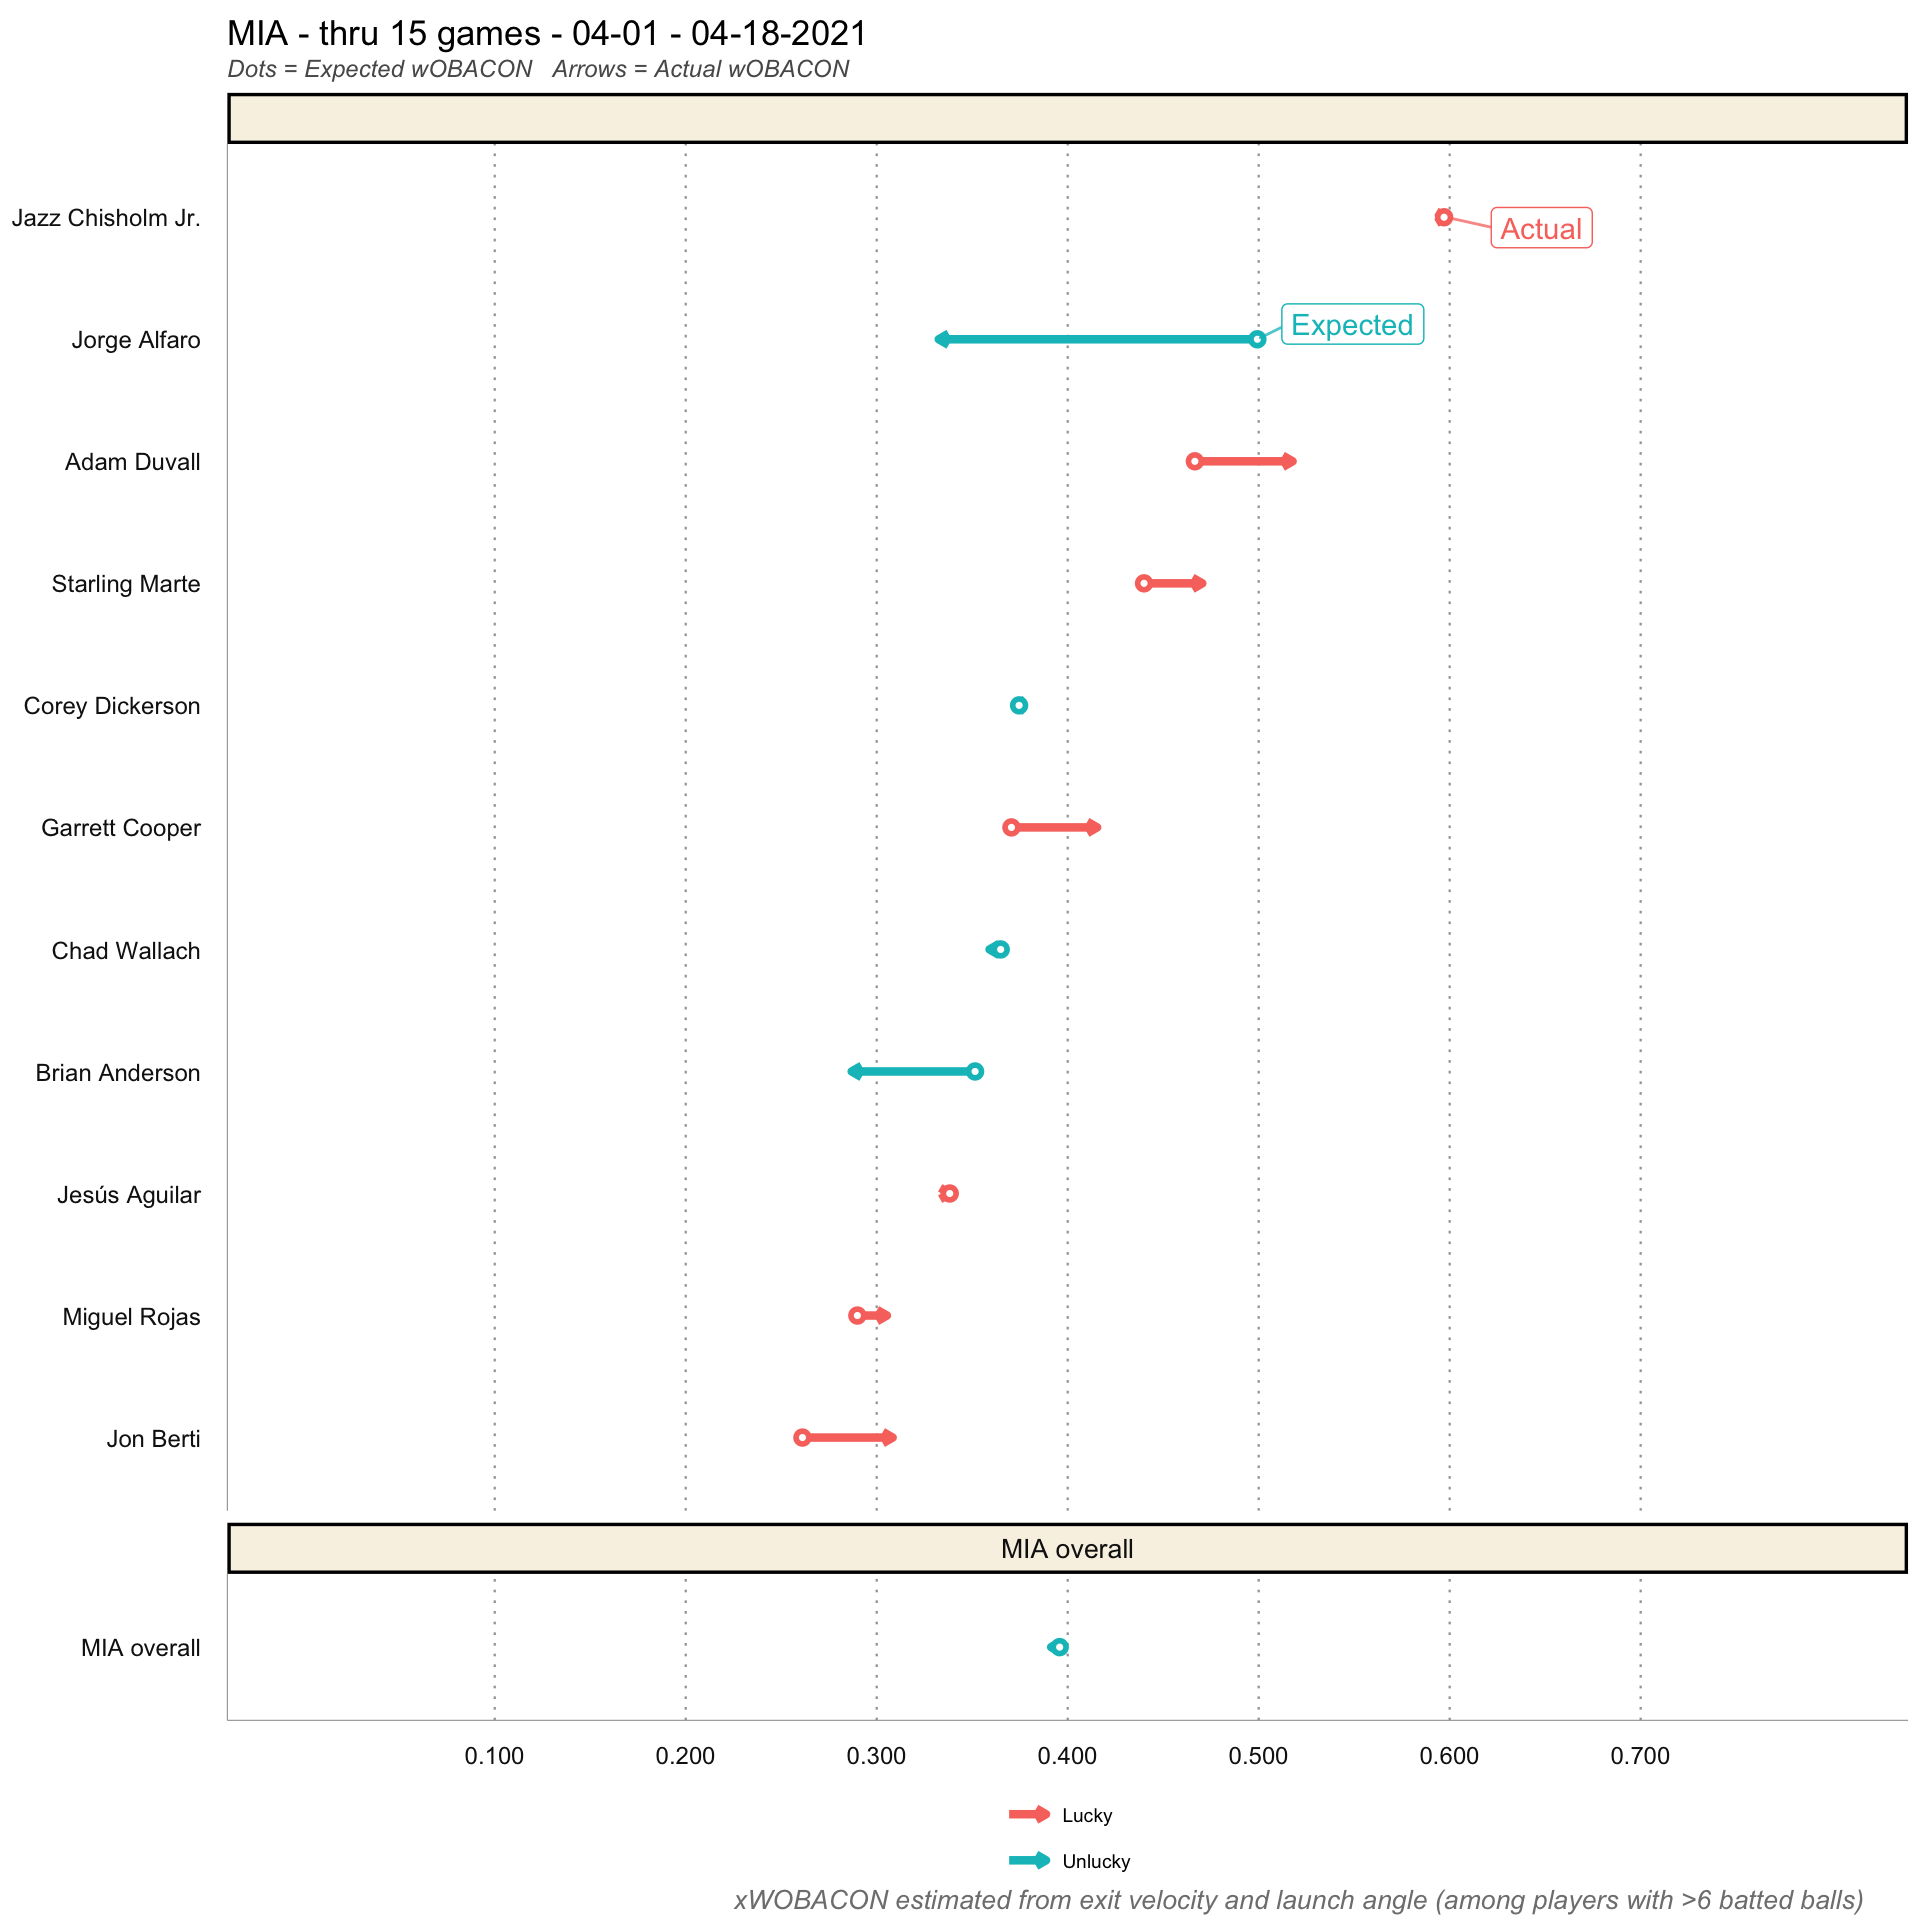 MIA - thru 15 games - 04-01 - 04-18-2021
Dots = Expected wOBACON   Arrows = Actual wOBACON
Jazz Chisholm Jr.
Actual
Jorge Alfaro
Expected
Adam Duvall
Starling Marte
Corey Dickerson
Garrett Cooper
Chad Wallach
Brian Anderson
Jesús Aguilar
Miguel Rojas
Jon Berti
MIA overall
MIA overall
0.100 0.200 0.300 0.400 0.500 0.600 0.700
Lucky
Unlucky
xWOBACON estimated from exit velocity and launch angle (among players with >6 batted balls)